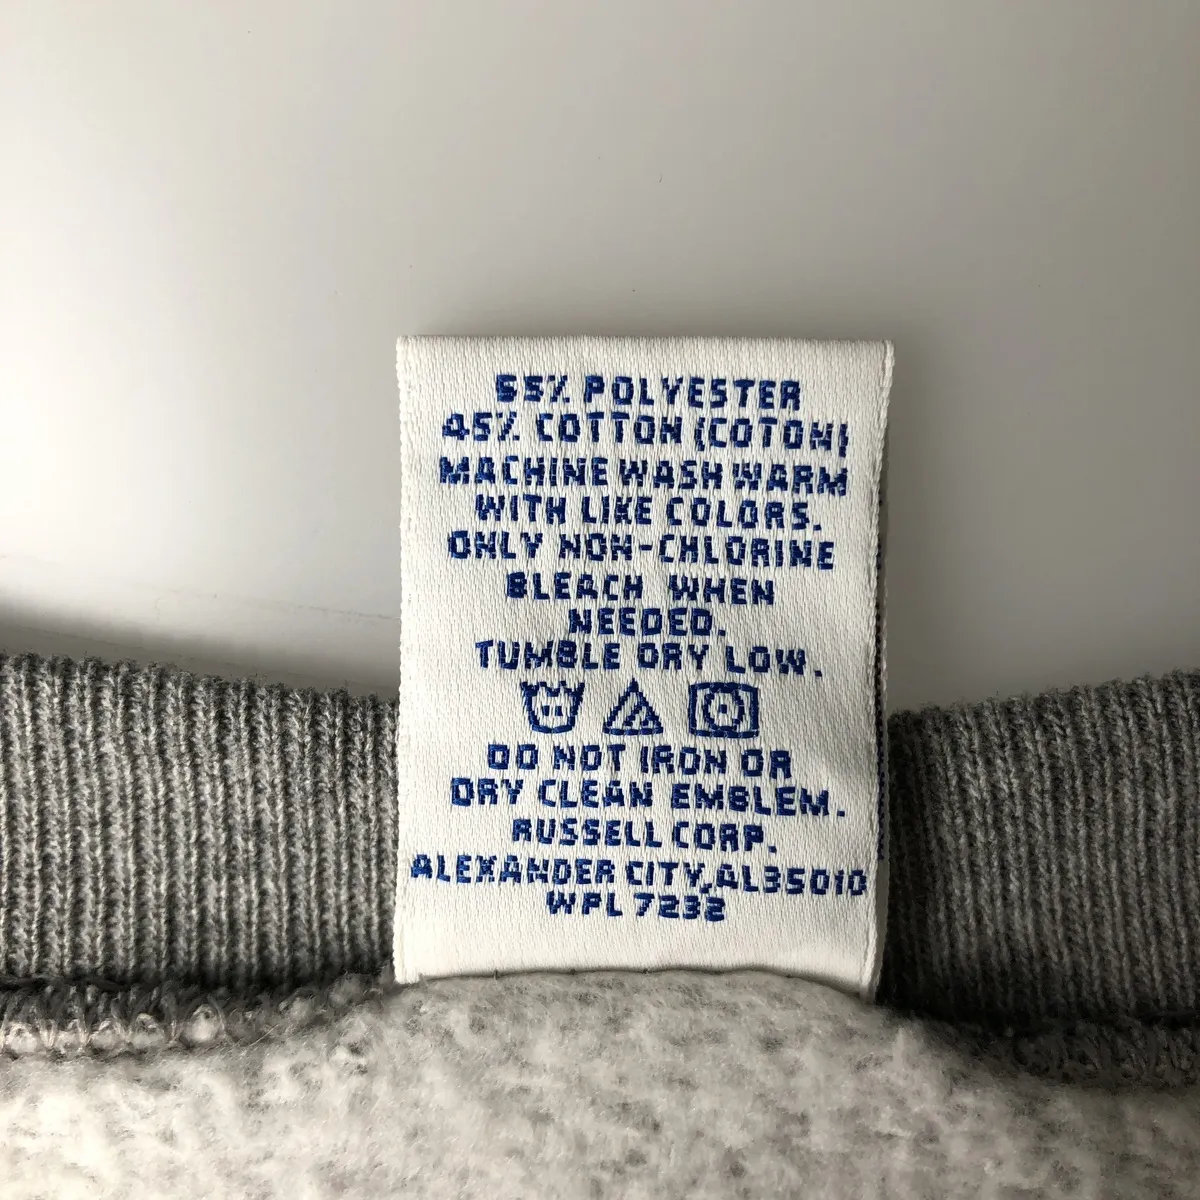 55% POLYESTER
45% COTTON (COTON)
MACHINE WASH WARM
WITH LIKE COLORS.
ONLY NON-CHLORINE
BLEACH WHEN
NEEDED.
TUMBLE DRY LOW.
DO NOT IRON OR
DRY CLEAN EMBLEM.
RUSSELL CORP.
ALEXANDER CITY, AL35010
WPL 7232